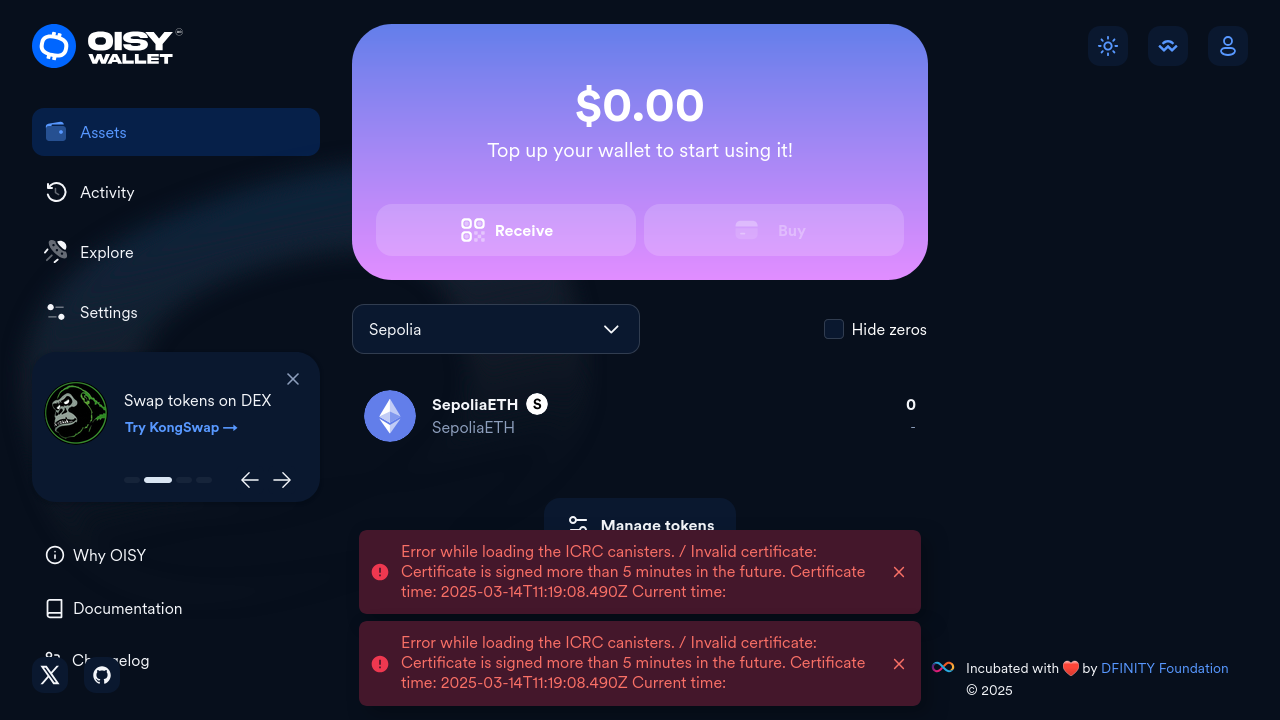 OISY
WALLET
Assets
Activity
Explore
Settings
Swap tokens on DEX
Try KongSwap →
Why OISY
Documentation
$0.00
Top up your wallet to start using it!
Receive
Buy
Sepolia
Hide zeros
SepoliaETH
S
0
SepoliaETH
-
Manage tokens
Error while loading the ICRC canisters. / Invalid certificate:
Certificate is signed more than 5 minutes in the future. Certificate
time: 2025-03-14T11:19:08.490Z Current time:
Error while loading the ICRC canisters. / Invalid certificate:
Certificate is signed more than 5 minutes in the future. Certificate
time: 2025-03-14T11:19:08.490Z Current time:
Incubated with ❤️ by DFINITY Foundation
© 2025